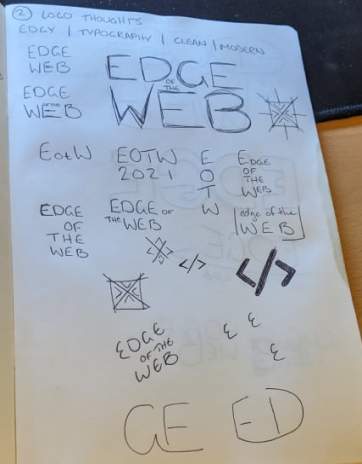 ② LOGO THOUGHTS
EDGY | TYPOGRAPHY | CLEAN | MODERN
EDGE
WEB
EDGE
OF THE
WEB
EDGE
WEB
OF THE
EotW
EOTW
2021
E
O
T
W
EDGE
OF
THE
WEB
EDGE
OF
THE
WEB
EDGE OF
THE WEB
edge of the
WEB
</>
</>
EDGE
OF THE
WEB
Ɛ Ɛ
Ɛ
GE ED